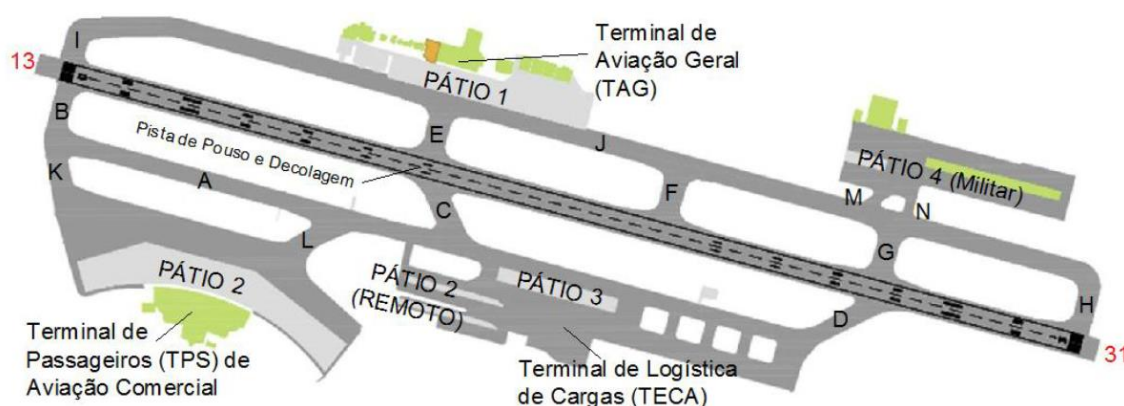 I
13
Terminal de
Aviação Geral
(TAG)
PÁTIO 1
B
E
J
Pista de Pouso e Decolagem
PÁTIO 4 (Militar)
K
A
C
F
M
N
L
G
PÁTIO 2
PÁTIO 2
(REMOTO)
PÁTIO 3
D
H
31
Terminal de
Passageiros (TPS) de
Aviação Comercial
Terminal de Logística
de Cargas (TECA)